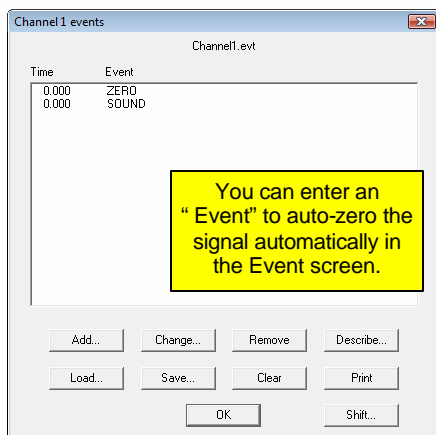 Channel 1 events
Channel1.evt
Time Event
0.000 ZERO
0.000 SOUND
You can enter an
“ Event” to auto-zero the
signal automatically in
the Event screen.
Add... Change... Remove Describe...
Load... Save... Clear Print
OK Shift...